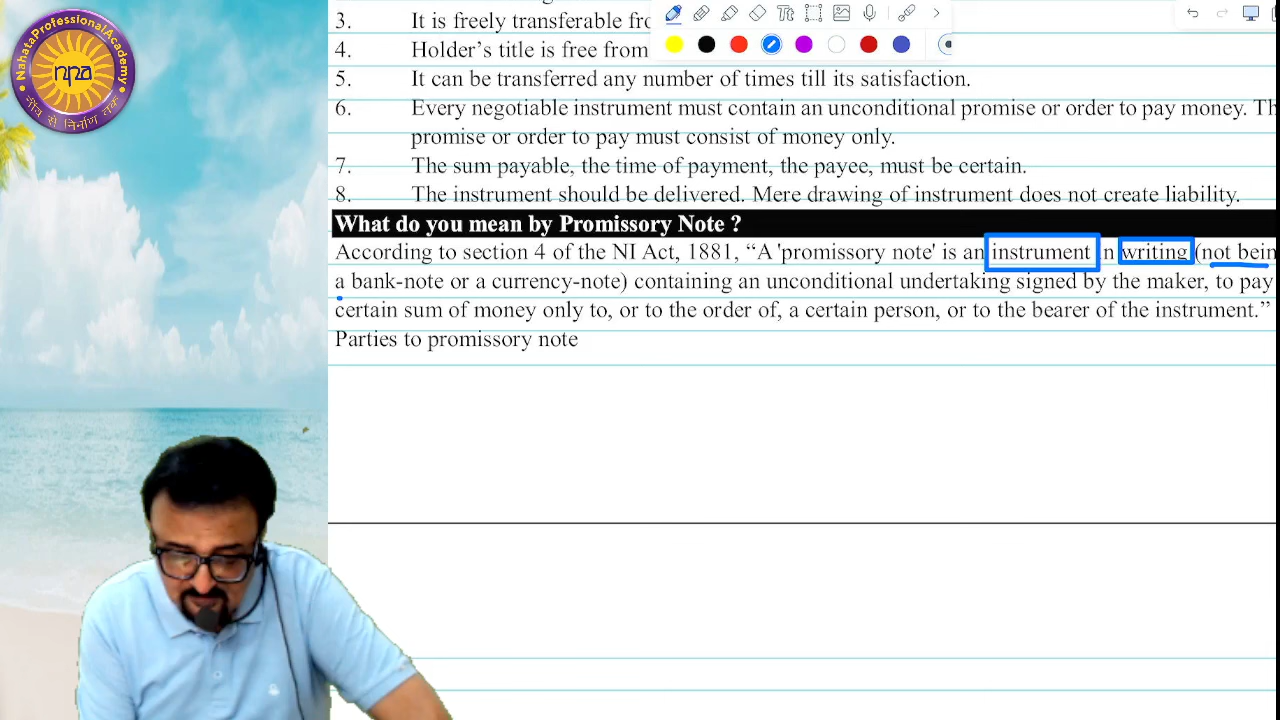 NahataProfessionalAcademy
npa
नींव से निर्माण तक
3. It is freely transferable
4. Holder's title is free from
5. It can be transferred any number of times till its satisfaction.
6. Every negotiable instrument must contain an unconditional promise or order to pay money.
promise or order to pay must consist of money only.
7. The sum payable, the time of payment, the payee, must be certain.
8. The instrument should be delivered. Mere drawing of instrument does not create liability.
What do you mean by Promissory Note ?
According to section 4 of the NI Act, 1881, “A 'promissory note' is an instrument in writing (not bein
a bank-note or a currency-note) containing an unconditional undertaking signed by the maker, to pay
certain sum of money only to, or to the order of, a certain person, or to the bearer of the instrument.”
Parties to promissory note